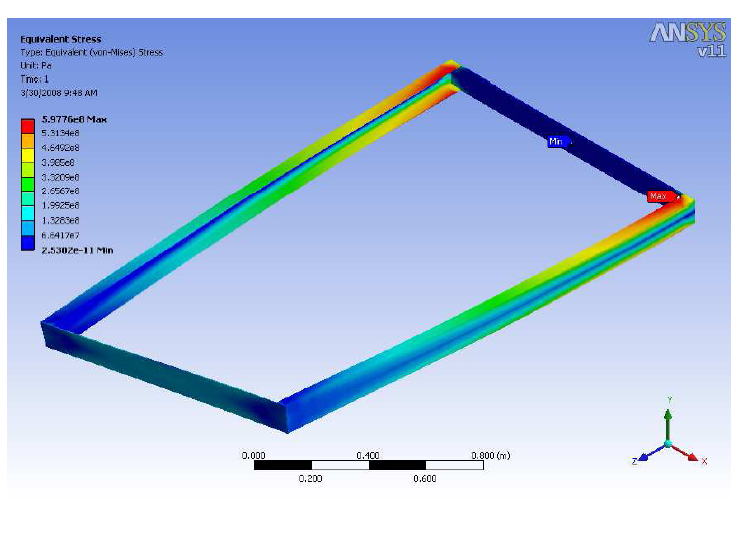 Equivalent Stress
Type: Equivalent (von-Mises) Stress
Unit: Pa
Time: 1
3/30/2008 9:48 AM
ANSYS
v11
5.9776e8 Max
5.3134e8
4.6492e8
3.985e8
3.3209e8
2.6567e8
1.9925e8
1.3283e8
6.6417e7
2.5302e-11 Min
Min
Max
0.000 0.400 0.800 (m)
0.200 0.600
Y
Z X